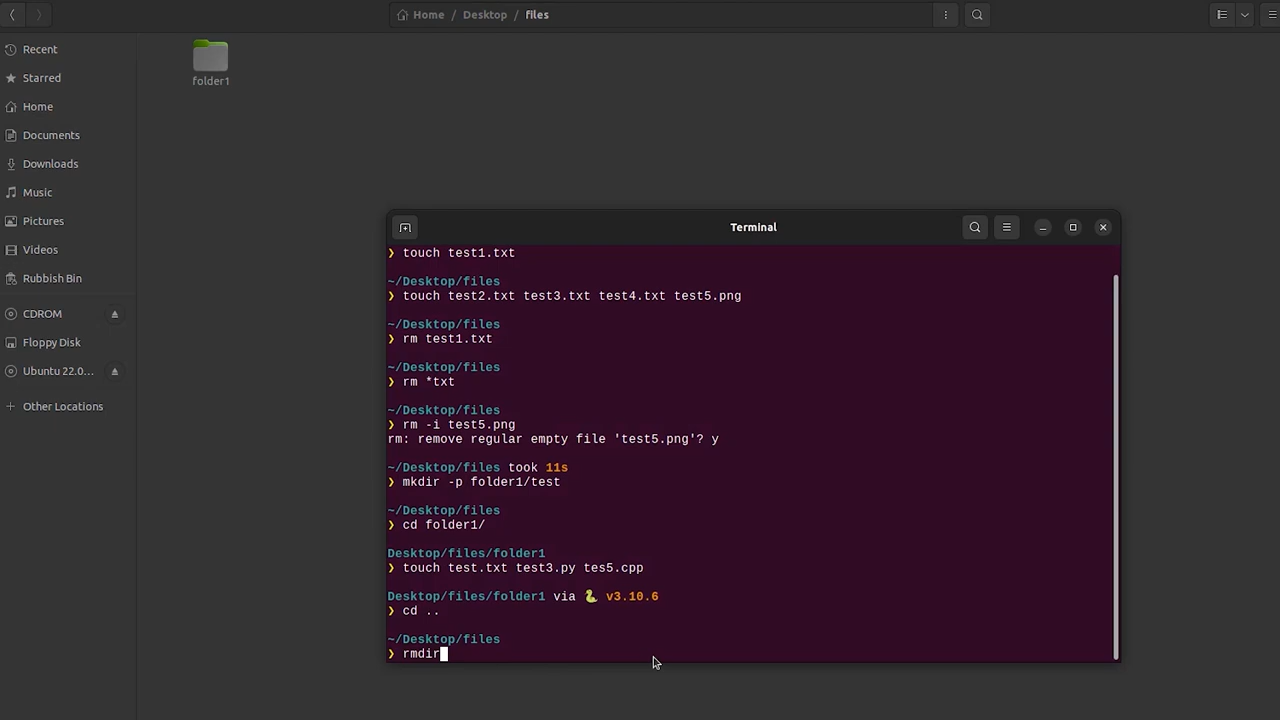 Home / Desktop / files
Recent
Starred
Home
Documents
Downloads
Music
Pictures
Videos
Rubbish Bin
CDROM
Floppy Disk
Ubuntu 22.0...
Other Locations
folder1
Terminal
❯ touch test1.txt
~/Desktop/files
❯ touch test2.txt test3.txt test4.txt test5.png
~/Desktop/files
❯ rm test1.txt
~/Desktop/files
❯ rm *txt
~/Desktop/files
❯ rm -i test5.png
rm: remove regular empty file 'test5.png'? y
~/Desktop/files took 11s
❯ mkdir -p folder1/test
~/Desktop/files
❯ cd folder1/
Desktop/files/folder1
❯ touch test.txt test3.py tes5.cpp
Desktop/files/folder1 via 🐍 v3.10.6
❯ cd ..
~/Desktop/files
❯ rmdir